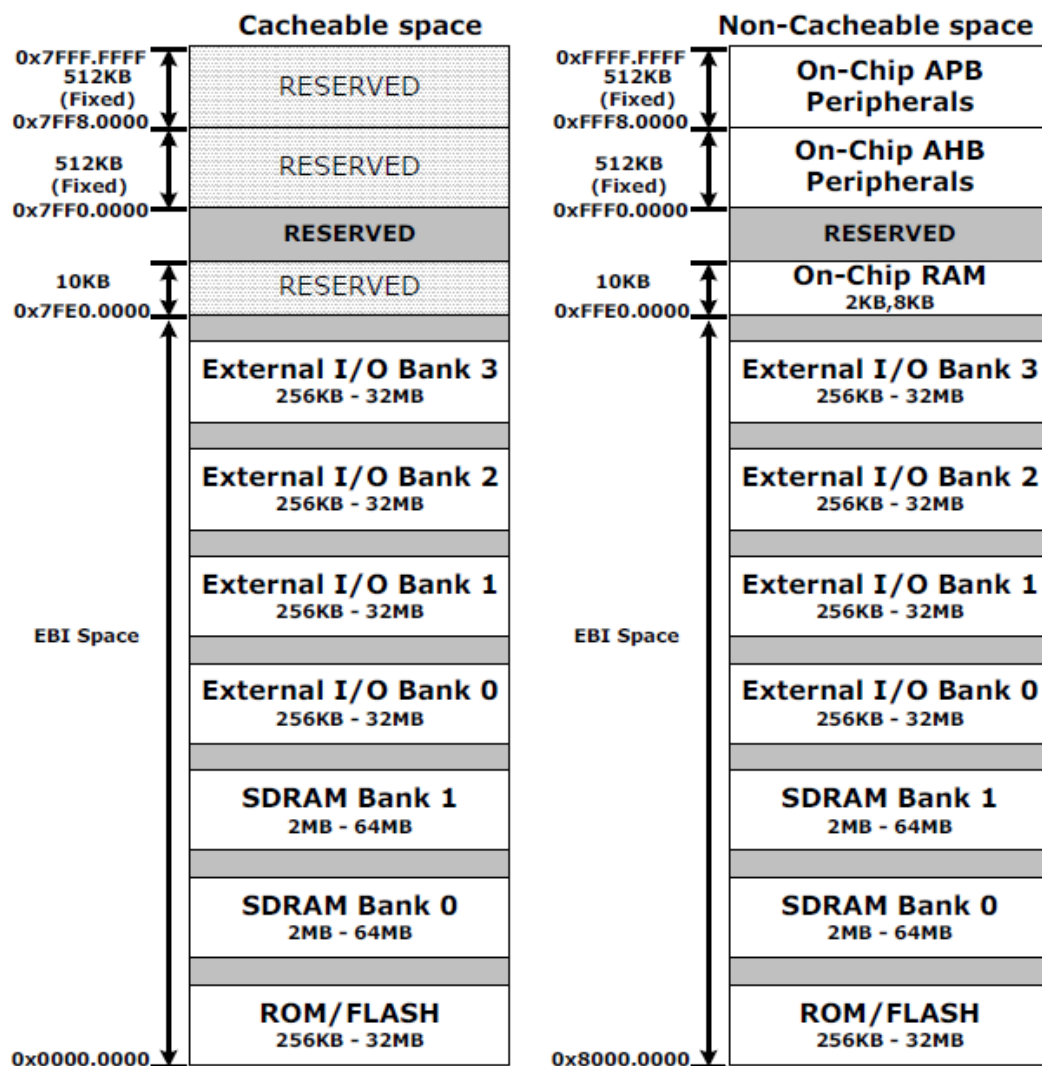 Cacheable space
0x7FFF.FFFF
512KB
(Fixed)
0x7FF8.0000
RESERVED
512KB
(Fixed)
0x7FF0.0000
RESERVED
RESERVED
10KB
0x7FE0.0000
RESERVED
External I/O Bank 3
256KB - 32MB
External I/O Bank 2
256KB - 32MB
External I/O Bank 1
256KB - 32MB
EBI Space
External I/O Bank 0
256KB - 32MB
SDRAM Bank 1
2MB - 64MB
SDRAM Bank 0
2MB - 64MB
ROM/FLASH
256KB - 32MB
0x0000.0000
Non-Cacheable space
0xFFFF.FFFF
512KB
(Fixed)
0xFFF8.0000
On-Chip APB
Peripherals
512KB
(Fixed)
0xFFF0.0000
On-Chip AHB
Peripherals
RESERVED
10KB
0xFFE0.0000
On-Chip RAM
2KB,8KB
External I/O Bank 3
256KB - 32MB
External I/O Bank 2
256KB - 32MB
External I/O Bank 1
256KB - 32MB
EBI Space
External I/O Bank 0
256KB - 32MB
SDRAM Bank 1
2MB - 64MB
SDRAM Bank 0
2MB - 64MB
ROM/FLASH
256KB - 32MB
0x8000.0000